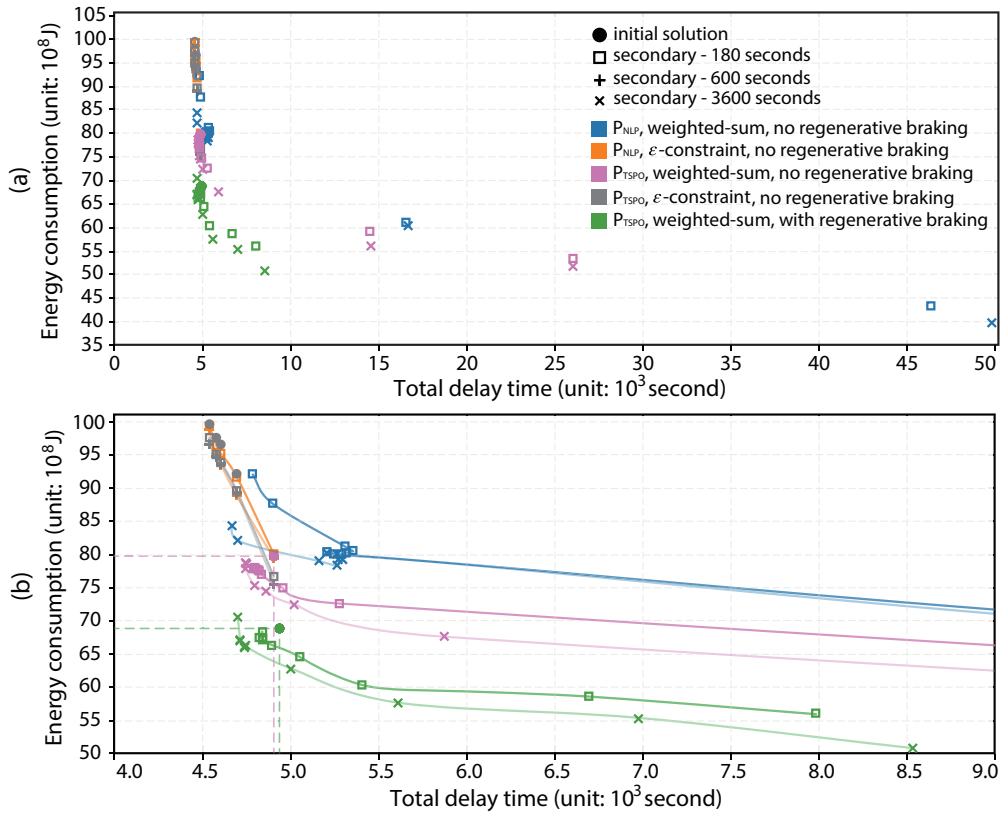 105
100
95
90
85
80
75
70
65
60
55
50
45
40
35
Energy consumption (unit: 10⁸J)
(a)
initial solution
secondary - 180 seconds
secondary - 600 seconds
secondary - 3600 seconds
P_NLP, weighted-sum, no regenerative braking
P_NLP, ε-constraint, no regenerative braking
P_TSPO, weighted-sum, no regenerative braking
P_TSPO, ε-constraint, no regenerative braking
P_TSPO, weighted-sum, with regenerative braking
0 5 10 15 20 25 30 35 40 45 50
Total delay time (unit: 10³ second)
100
95
90
85
80
75
70
65
60
55
50
Energy consumption (unit: 10⁸J)
(b)
4.0 4.5 5.0 5.5 6.0 6.5 7.0 7.5 8.0 8.5 9.0
Total delay time (unit: 10³ second)